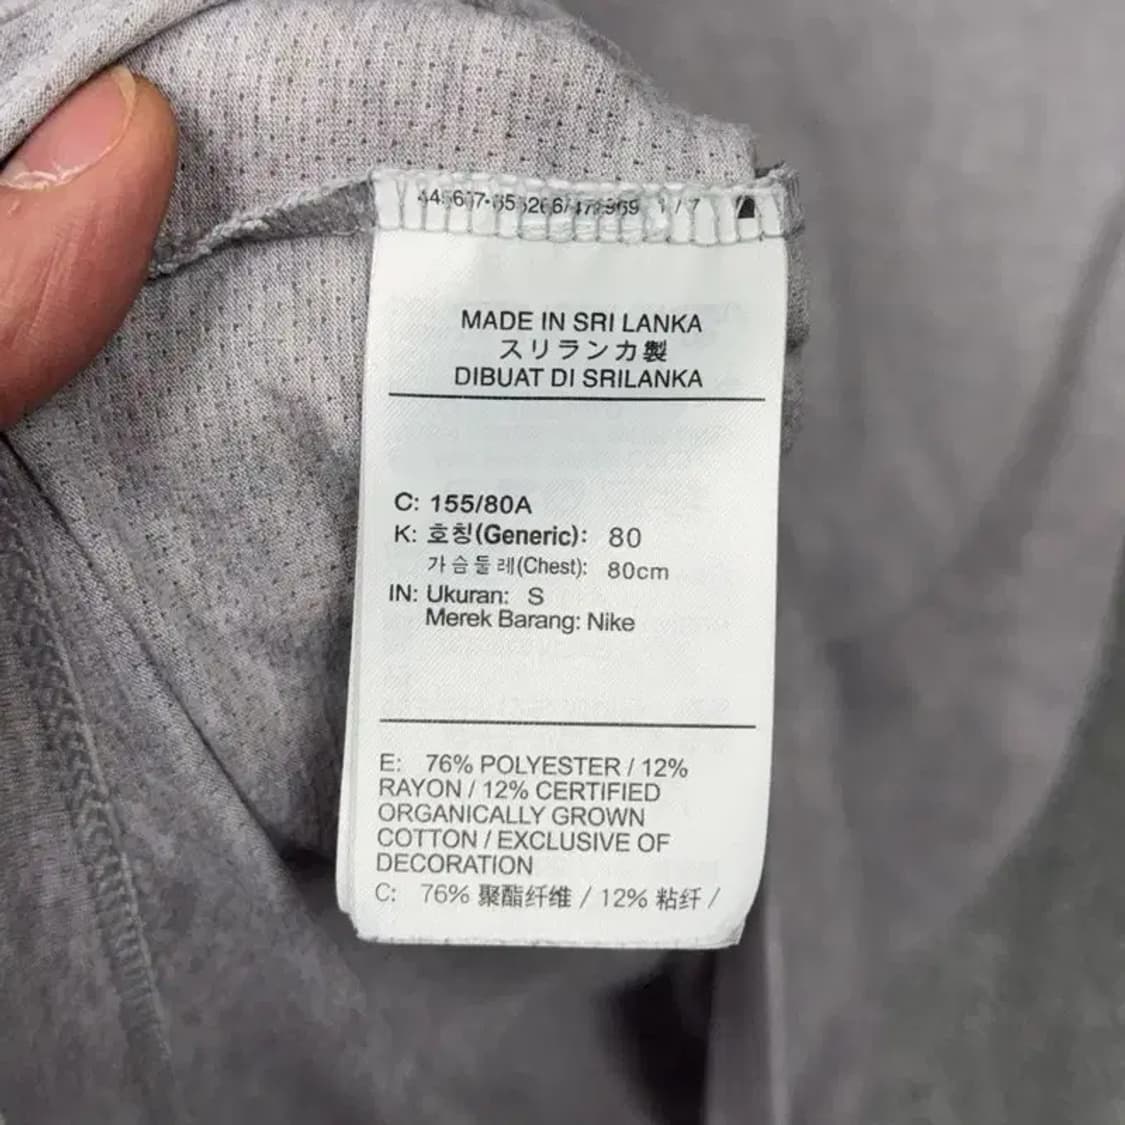 1 / 7
MADE IN SRI LANKA
スリランカ製
DIBUAT DI SRILANKA
C: 155/80A
K: 호칭(Generic): 80
가슴둘레(Chest): 80cm
IN: Ukuran: S
Merek Barang: Nike
E: 76% POLYESTER / 12%
RAYON / 12% CERTIFIED
ORGANICALLY GROWN
COTTON / EXCLUSIVE OF
DECORATION
C: 76% 聚酯纤维 / 12% 粘纤 /